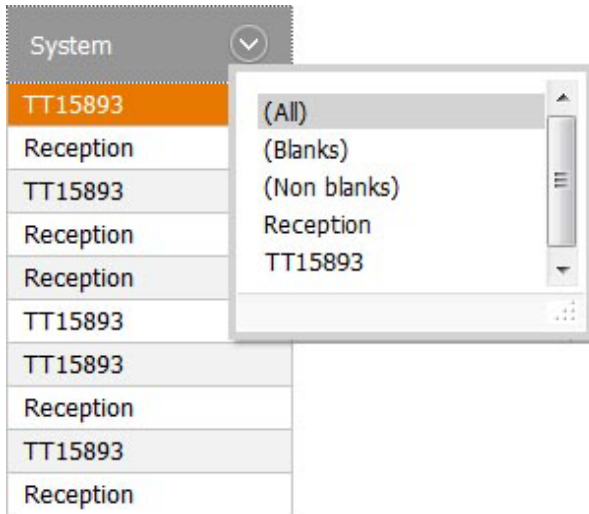 System
TT15893
Reception
TT15893
Reception
Reception
TT15893
TT15893
Reception
TT15893
Reception
(All)
(Blanks)
(Non blanks)
Reception
TT15893